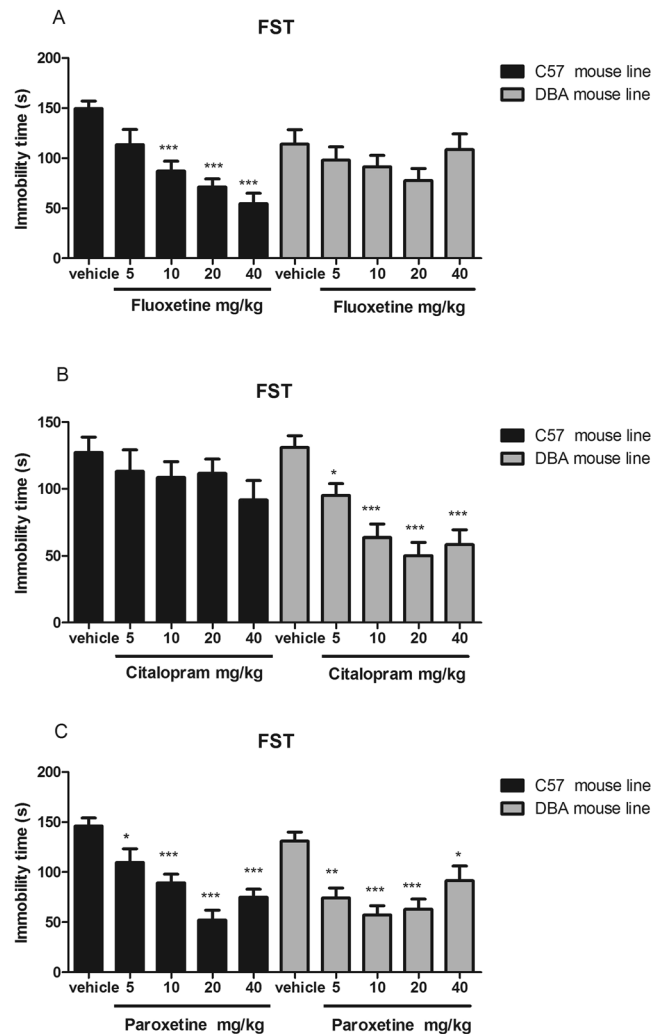 A
FST
C57 mouse line
DBA mouse line
Immobility time (s)
200
150
100
50
0
*** *** ***
vehicle 5 10 20 40 vehicle 5 10 20 40
Fluoxetine mg/kg Fluoxetine mg/kg
B
FST
C57 mouse line
DBA mouse line
Immobility time (s)
150
100
50
0
* *** *** ***
vehicle 5 10 20 40 vehicle 5 10 20 40
Citalopram mg/kg Citalopram mg/kg
C
FST
C57 mouse line
DBA mouse line
Immobility time (s)
200
150
100
50
0
* *** *** *** ** *** *** *
vehicle 5 10 20 40 vehicle 5 10 20 40
Paroxetine mg/kg Paroxetine mg/kg